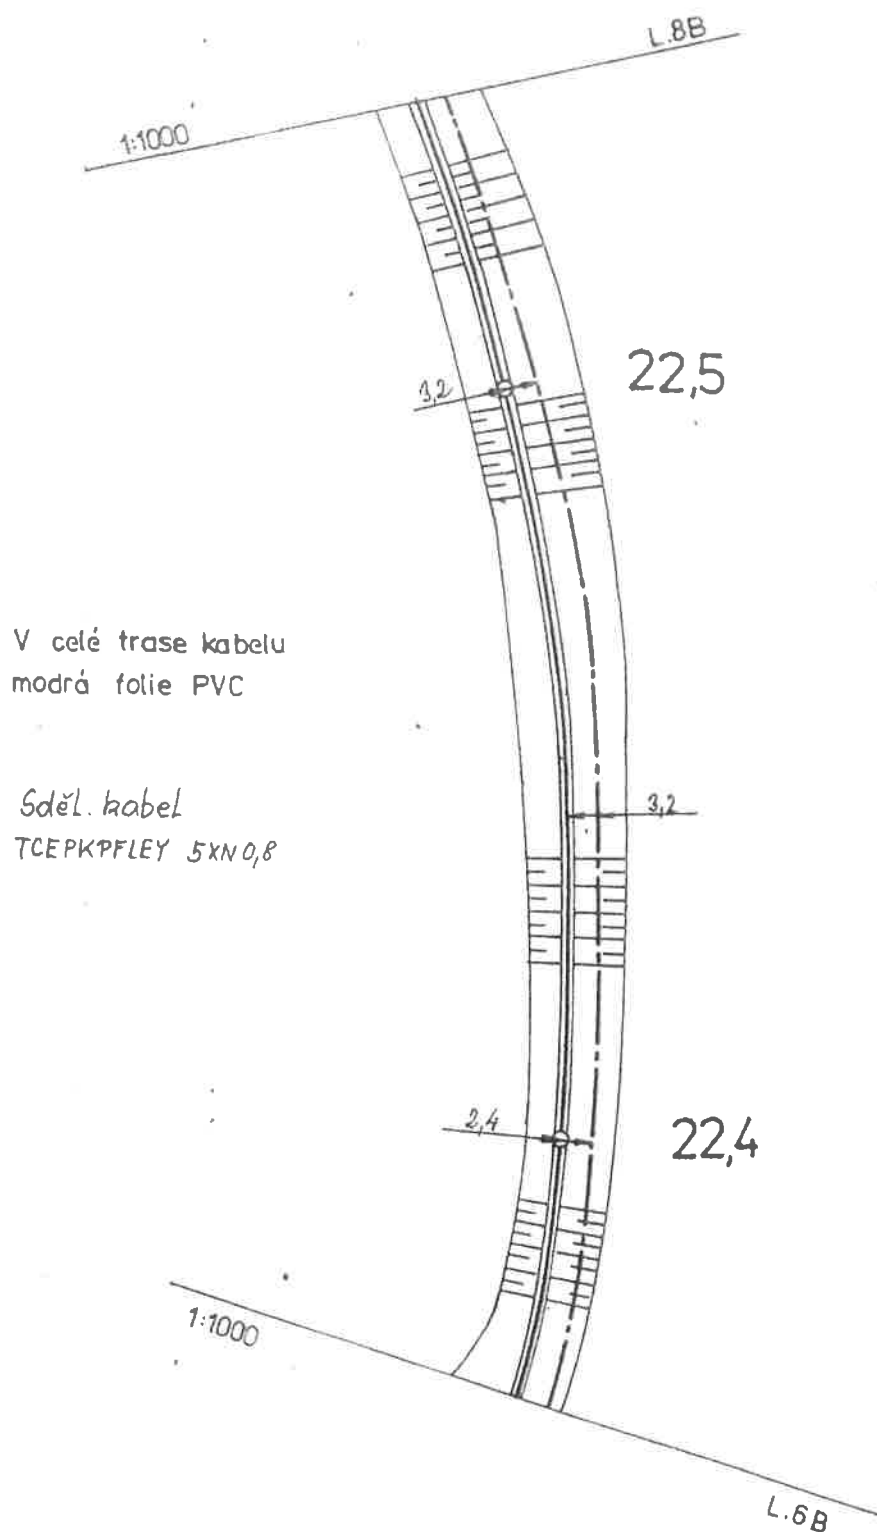 L.8B
1:1000
22,5
3,2
V celé trase kabelu
modrá folie PVC
Sděl. kabel
TCEPKPFLEY 5XN0,8
3,2
2,4
22,4
1:1000
L.6B